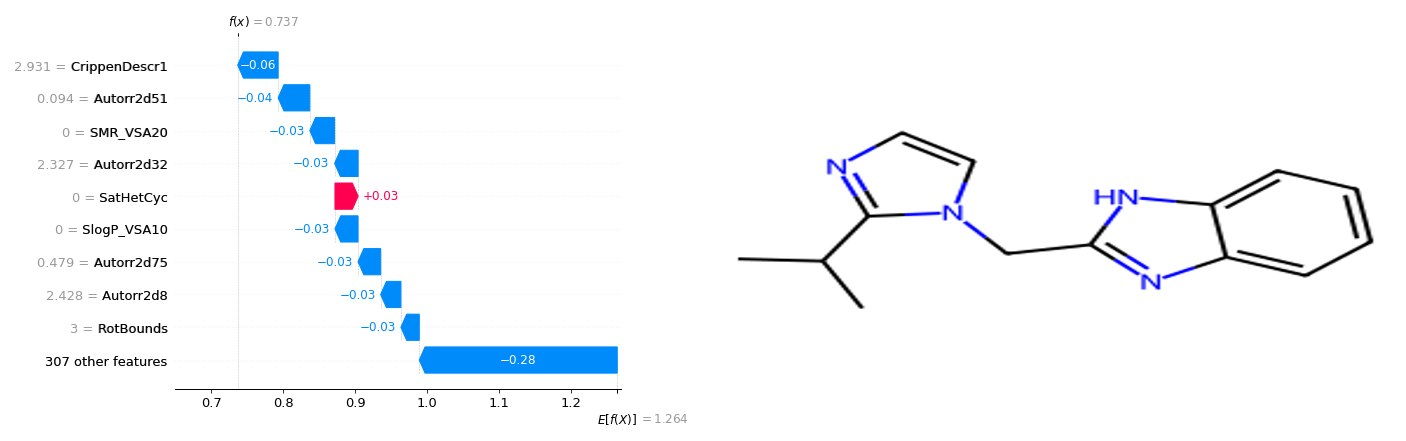 f(x) = 0.737
2.931 = CrippenDescr1
−0.06
0.094 = Autorr2d51
−0.04
0 = SMR_VSA20
−0.03
2.327 = Autorr2d32
−0.03
0 = SatHetCyc
+0.03
0 = SlogP_VSA10
−0.03
0.479 = Autorr2d75
−0.03
2.428 = Autorr2d8
−0.03
3 = RotBounds
−0.03
307 other features
−0.28
0.7 0.8 0.9 1.0 1.1 1.2
E[f(X)] = 1.264
N
N
HN
N